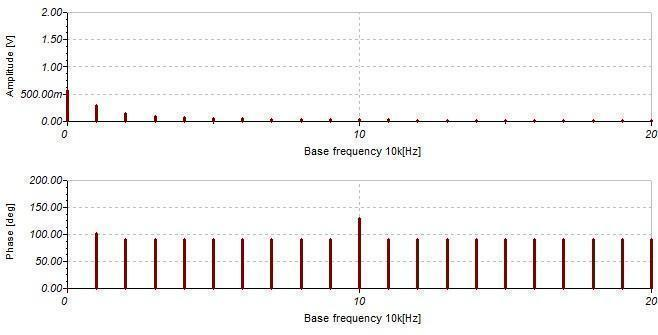 2.00
1.50
1.00
500.00m
0.00
Amplitude [V]
0 10 20
Base frequency 10k[Hz]
200.00
150.00
100.00
50.00
0.00
Phase [deg]
0 10 20
Base frequency 10k[Hz]